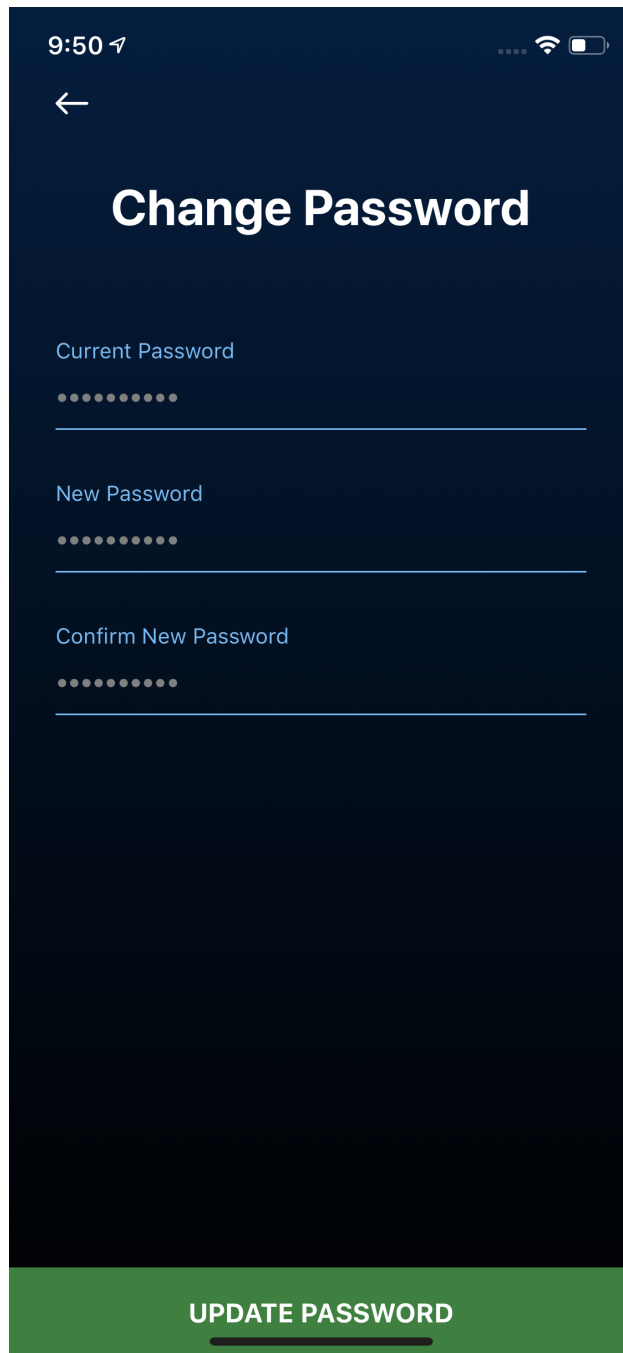 9:50
Change Password
Current Password
••••••••••
New Password
••••••••••
Confirm New Password
••••••••••
UPDATE PASSWORD